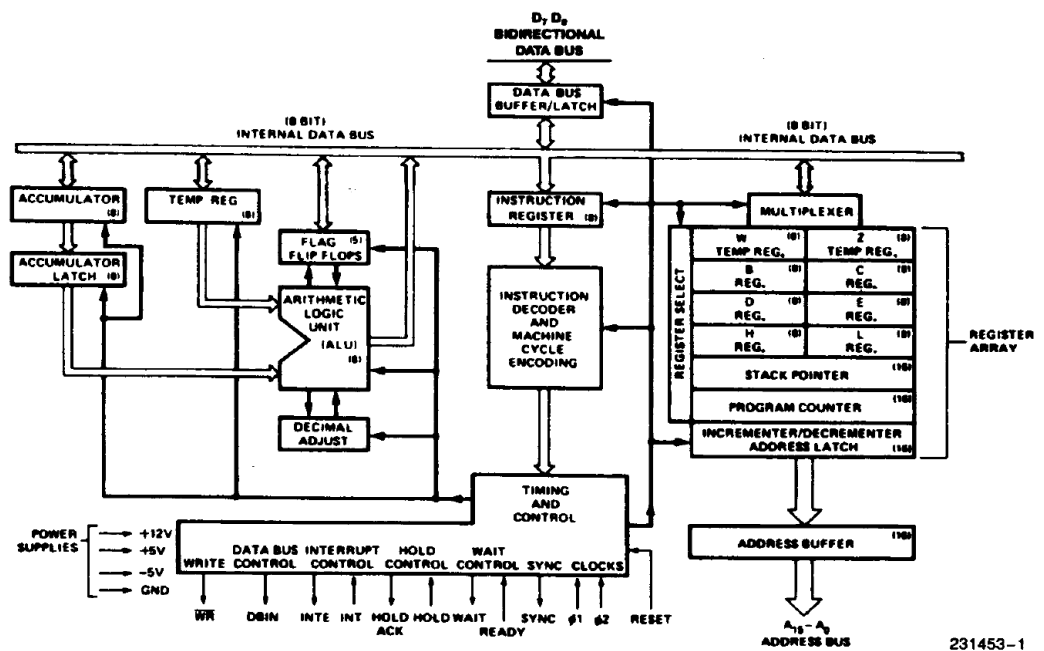 D7 D0
BIDIRECTIONAL
DATA BUS
DATA BUS
BUFFER/LATCH
(8 BIT)
INTERNAL DATA BUS
(8 BIT)
INTERNAL DATA BUS
ACCUMULATOR
(8)
TEMP REG
(8)
INSTRUCTION
REGISTER (8)
MULTIPLEXER
ACCUMULATOR
LATCH (8)
FLAG (5)
FLIP FLOPS
ARITHMETIC
LOGIC
UNIT
(ALU)
(8)
DECIMAL
ADJUST
INSTRUCTION
DECODER
AND
MACHINE
CYCLE
ENCODING
REGISTER SELECT
W (8)
TEMP REG.
Z (8)
TEMP REG.
B (8)
REG.
C (8)
REG.
D (8)
REG.
E (8)
REG.
H (8)
REG.
L (8)
REG.
STACK POINTER (16)
PROGRAM COUNTER (16)
INCREMENTER/DECREMENTER
ADDRESS LATCH (16)
REGISTER
ARRAY
TIMING
AND
CONTROL
POWER
SUPPLIES
+12V
+5V
-5V
GND
WRITE
DATA BUS
CONTROL
INTERRUPT
CONTROL
HOLD
CONTROL
WAIT
CONTROL
SYNC
CLOCKS
ADDRESS BUFFER (16)
WR
DBIN
INTE
INT
HOLD
ACK
HOLD
WAIT
READY
SYNC
ϕ1
ϕ2
RESET
A15-A0
ADDRESS BUS
231453-1